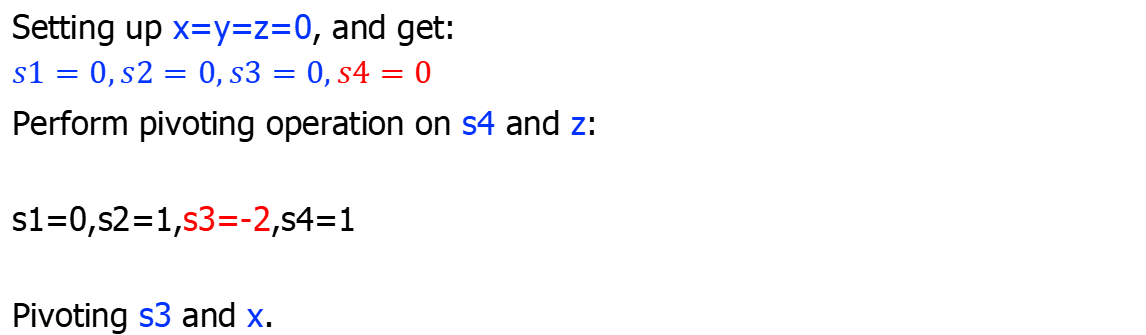 Setting up x=y=z=0, and get:
s1 = 0, s2 = 0, s3 = 0, s4 = 0
Perform pivoting operation on s4 and z:
s1=0,s2=1,s3=-2,s4=1
Pivoting s3 and x.